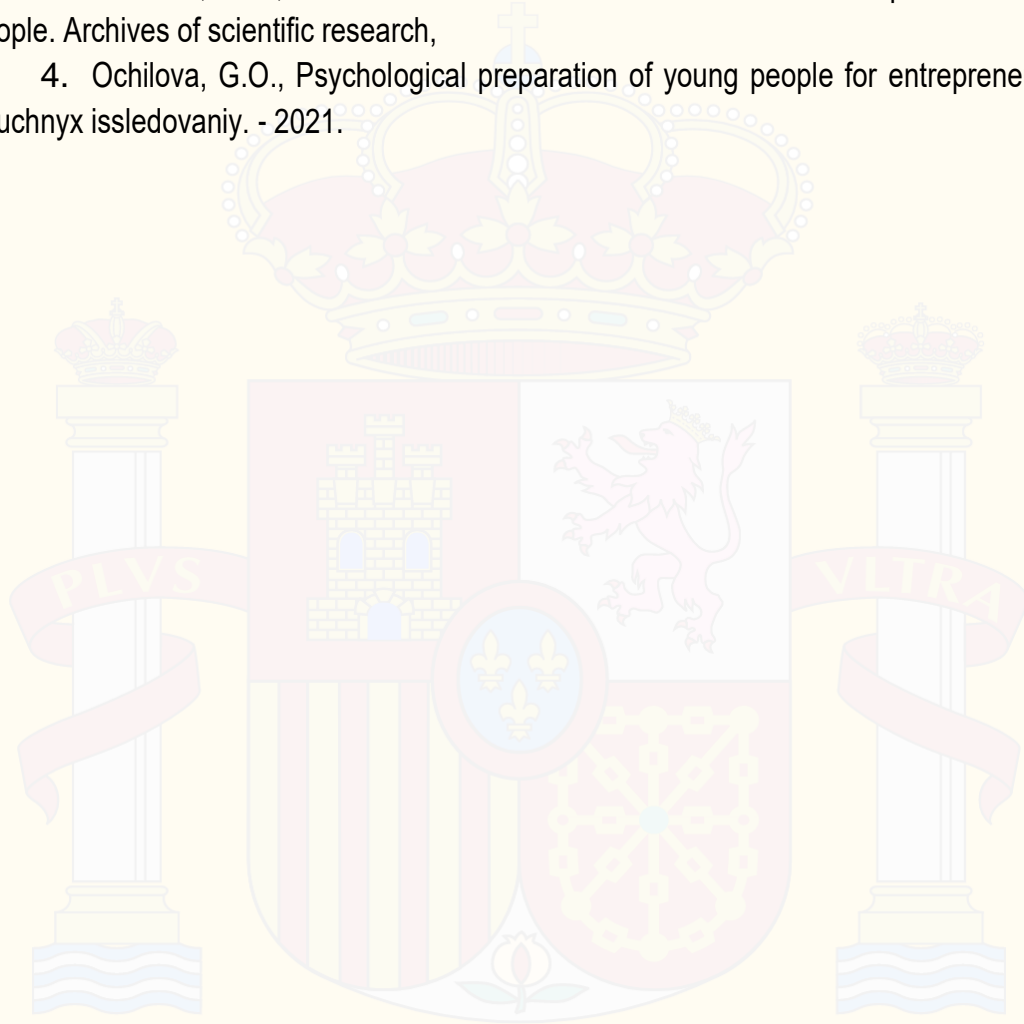 ople. Archives of scientific research,
4. Ochilova, G.O., Psychological preparation of young people for entreprene
uchnyx issledovaniy. - 2021.
PLVS
VLTRA